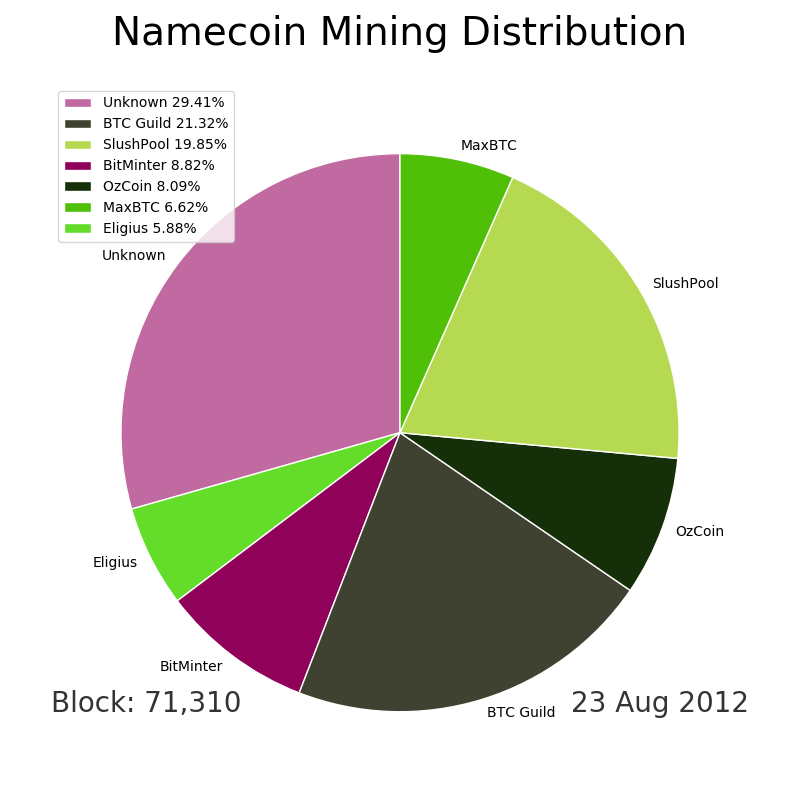 Namecoin Mining Distribution
Unknown 29.41%
BTC Guild 21.32%
SlushPool 19.85%
BitMinter 8.82%
OzCoin 8.09%
MaxBTC 6.62%
Eligius 5.88%
MaxBTC
Unknown
SlushPool
OzCoin
Eligius
BitMinter
BTC Guild
Block: 71,310
23 Aug 2012